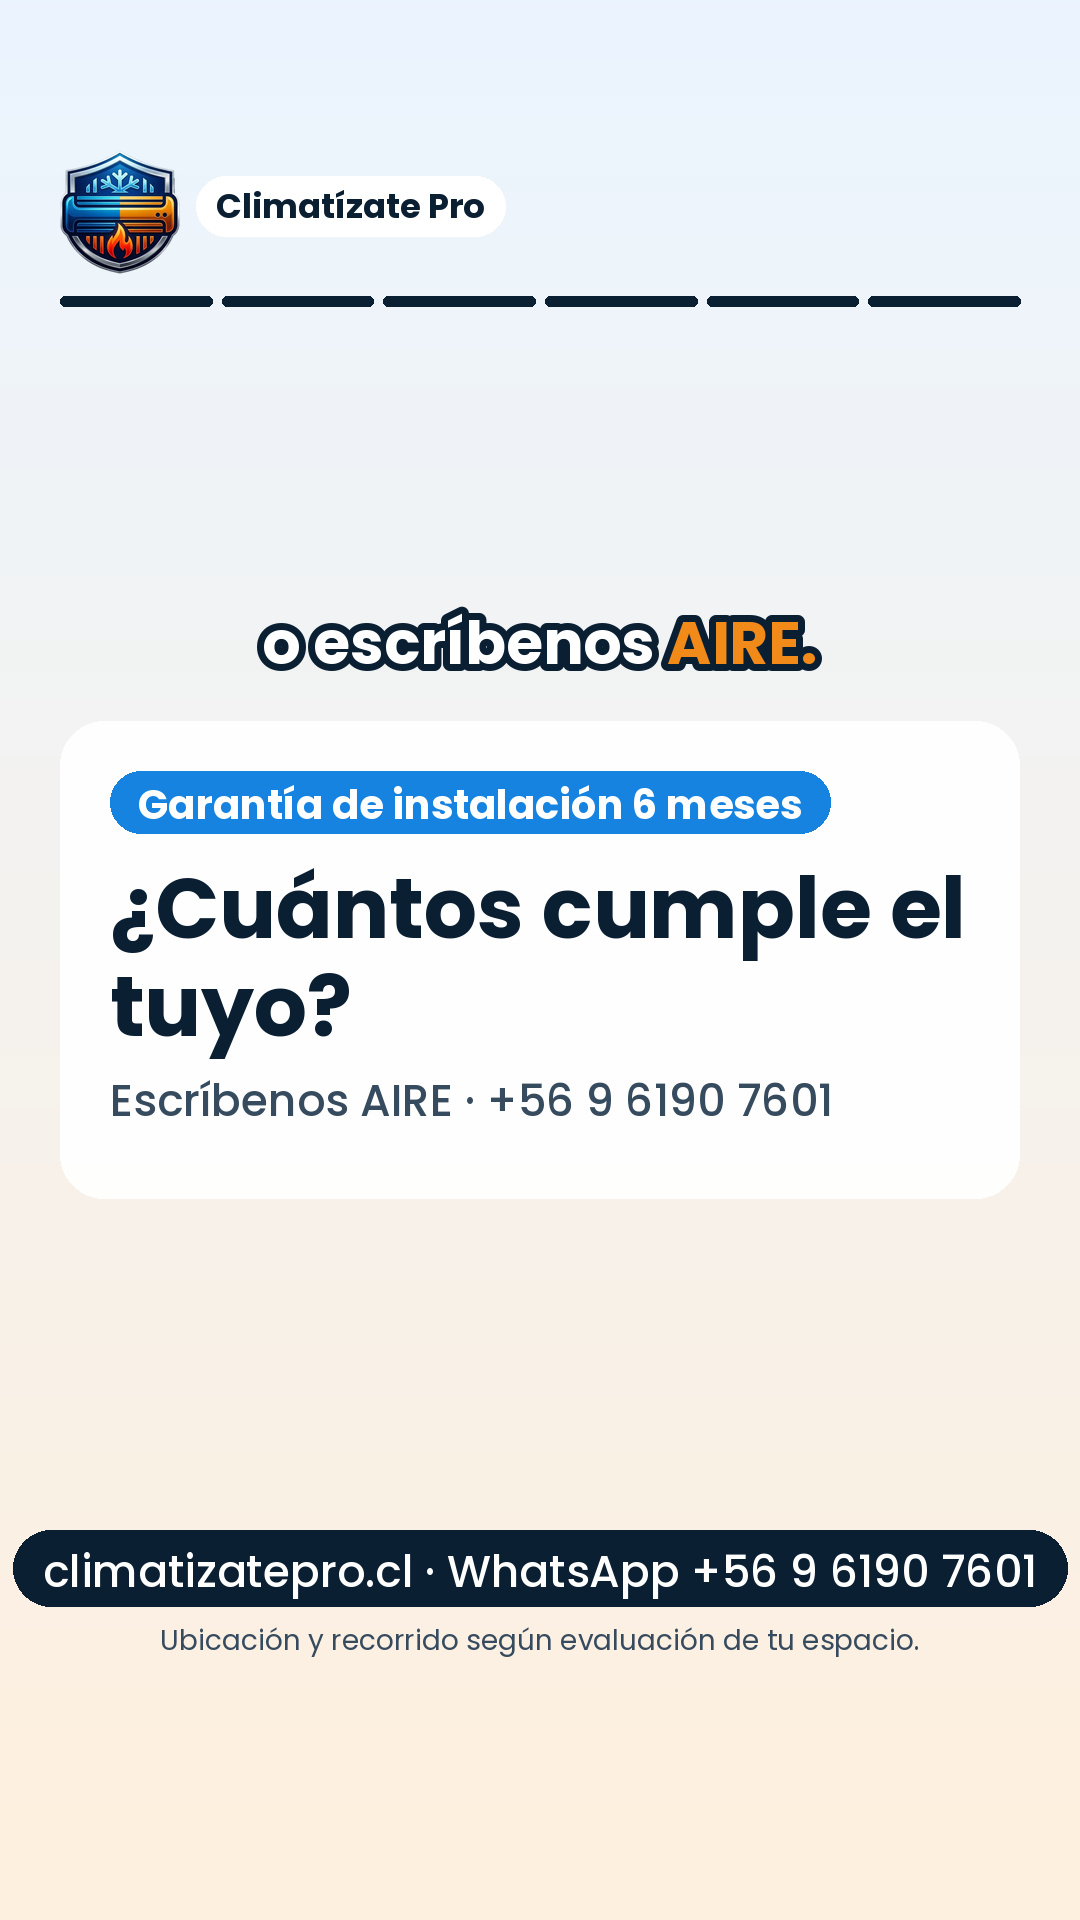 Climatízate Pro
o escríbenos AIRE.
Garantía de instalación 6 meses
¿Cuántos cumple el
tuyo?
Escríbenos AIRE · +56 9 6190 7601
climatizatepro.cl · WhatsApp +56 9 6190 7601
Ubicación y recorrido según evaluación de tu espacio.